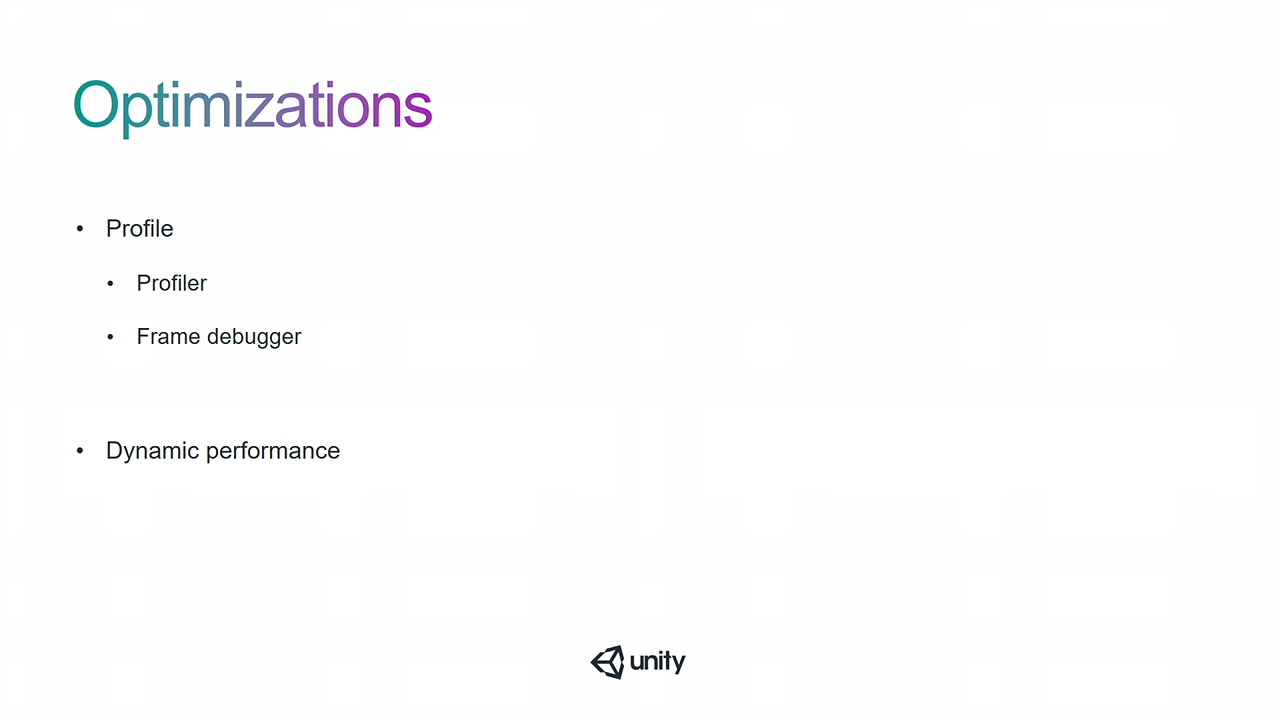 Optimizations
• Profile
• Profiler
• Frame debugger
• Dynamic performance
unity